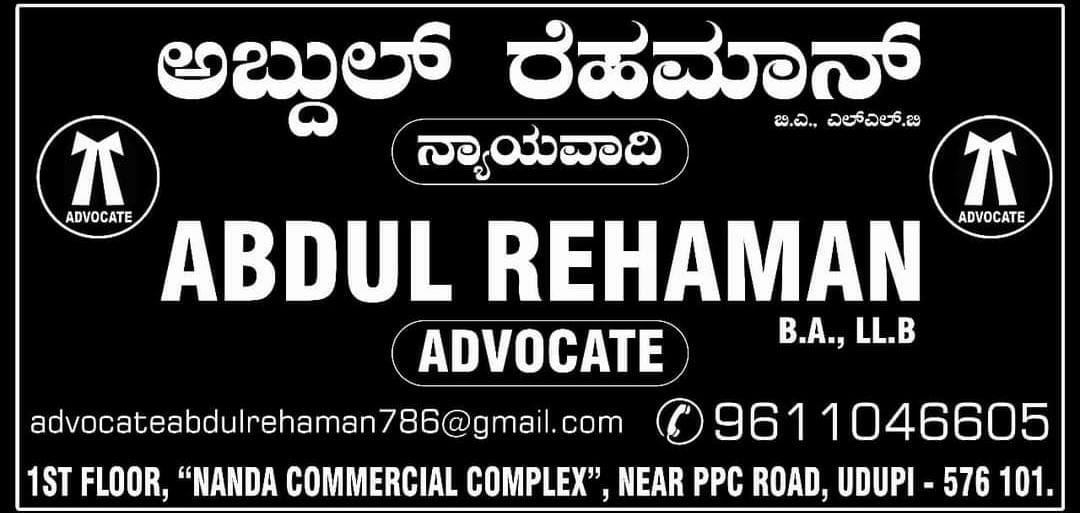 ಅಬ್ದುಲ್ ರೆಹಮಾನ್
ಬಿ.ಎ., ಎಲ್ಎಲ್.ಬಿ
ನ್ಯಾಯವಾದಿ
ADVOCATE
ADVOCATE
ABDUL REHAMAN
B.A., LL.B
ADVOCATE
advocateabdulrehaman786@gmail.com 9611046605
1ST FLOOR, “NANDA COMMERCIAL COMPLEX”, NEAR PPC ROAD, UDUPI - 576 101.